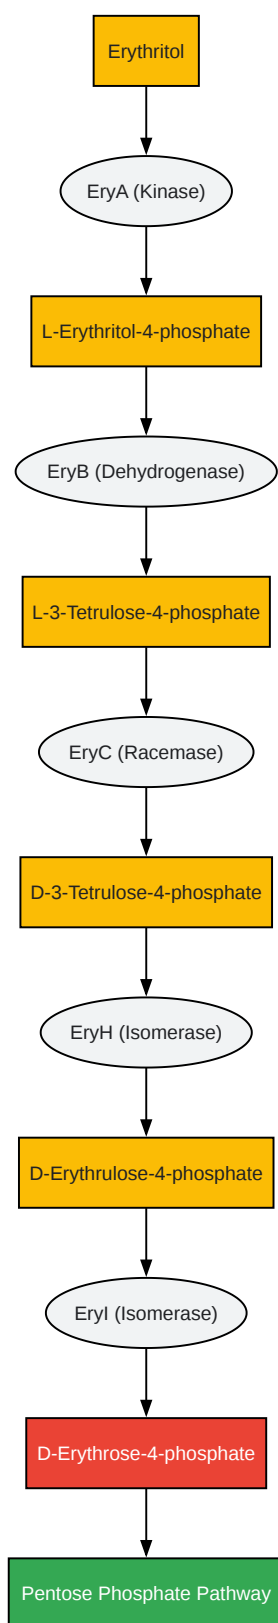 Erythritol
EryA (Kinase)
L-Erythritol-4-phosphate
EryB (Dehydrogenase)
L-3-Tetrulose-4-phosphate
EryC (Racemase)
D-3-Tetrulose-4-phosphate
EryH (Isomerase)
D-Erythrulose-4-phosphate
EryI (Isomerase)
D-Erythrose-4-phosphate
Pentose Phosphate Pathway